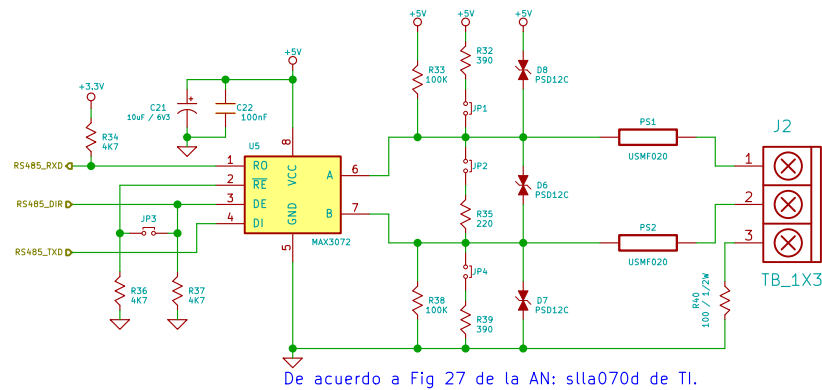 +5V
+5V
+5V
+5V
+3.3V
R33
100K
R32
390
D8
PSD12C
C21
10uF / 6V3
C22
100nF
JP1
R34
4K7
U5
PS1
USMF020
J2
RS485_RXD
1
RO
8
VCC
A
6
JP2
1
2
RE
RS485_DIR
3
DE
D6
PSD12C
2
4
DI
GND
B
7
R35
220
PS2
3
JP3
MAX3072
USMF020
RS485_TXD
5
JP4
TB_1X3
R36
4K7
R37
4K7
R38
100K
R39
390
D7
PSD12C
R40
100 / 1/2W
De acuerdo a Fig 27 de la AN: slla070d de TI.